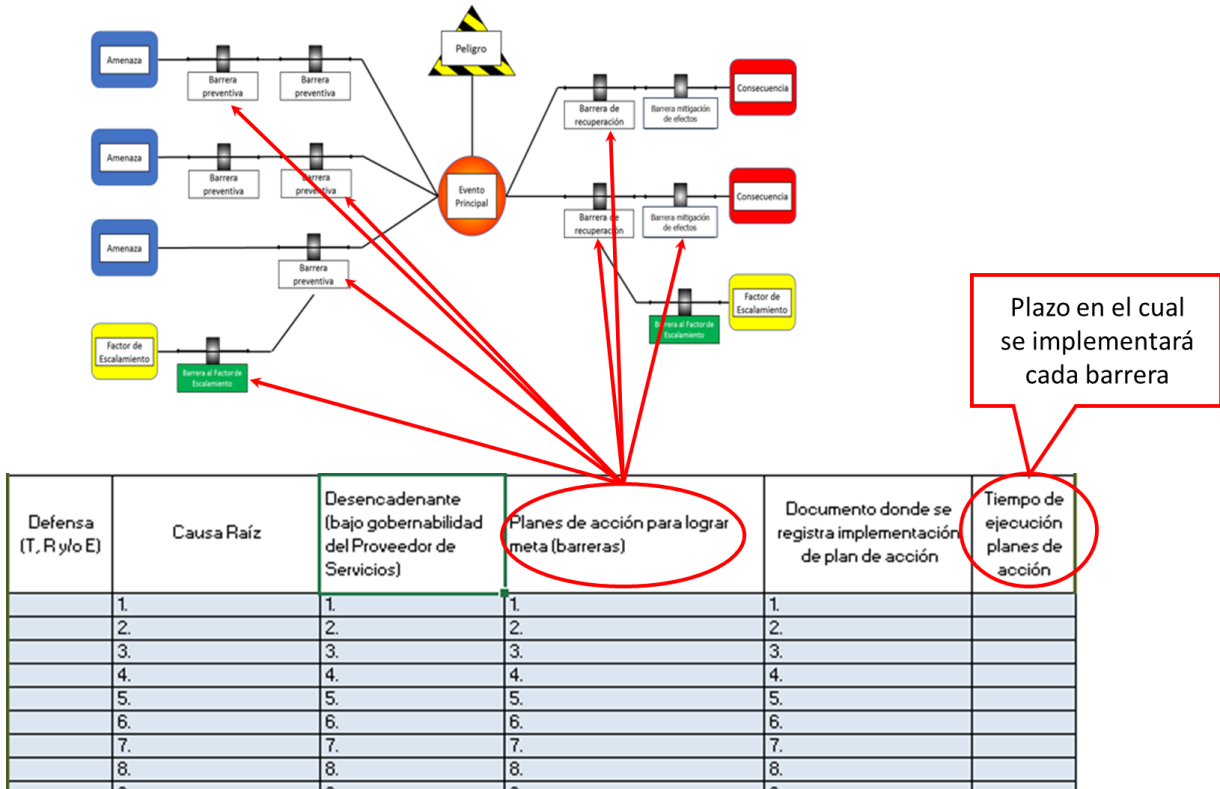 Peligro
Amenaza
Barrera
preventiva
Barrera
preventiva
Barrera de
recuperación
Barrera mitigación
de efectos
Consecuencia
Amenaza
Barrera
preventiva
Barrera
preventiva
Evento
Principal
Barrera de
recuperación
Barrera mitigación
de efectos
Consecuencia
Amenaza
Barrera
preventiva
Factor de
Escalamiento
Barrera al Factor de
Escalamiento
Factor de
Escalamiento
Barrera al Factor de
Escalamiento
Plazo en el cual
se implementará
cada barrera
Defensa
(T, R y/o E)
Causa Raíz
Desencadenante
(bajo gobernabilidad
del Proveedor de
Servicios)
Planes de acción para lograr
meta (barreras)
Documento donde se
registra implementación
de plan de acción
Tiempo de
ejecución
planes de
acción
1. 1. 1. 1.
2. 2. 2. 2.
3. 3. 3. 3.
4. 4. 4. 4.
5. 5. 5. 5.
6. 6. 6. 6.
7. 7. 7. 7.
8. 8. 8. 8.